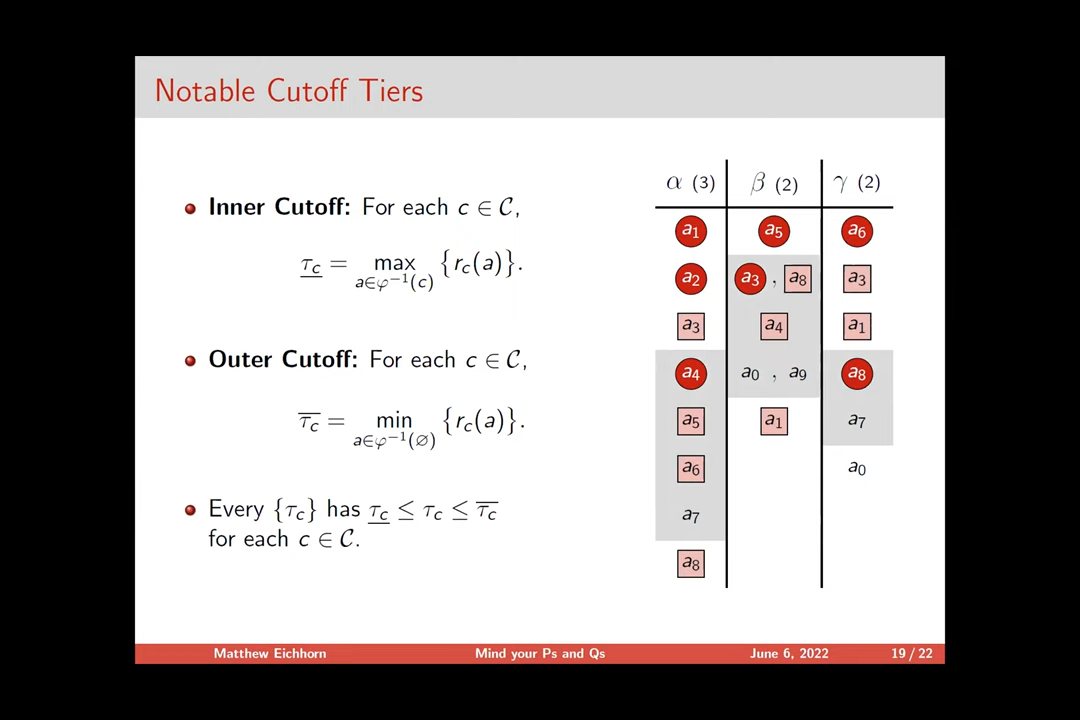 Notable Cutoff Tiers
Inner Cutoff: For each c ∈ 𝒞,
τ̲_c = max_{a∈φ⁻¹(c)} {r_c(a)}.
Outer Cutoff: For each c ∈ 𝒞,
τ̅_c = min_{a∈φ⁻¹(∅)} {r_c(a)}.
Every {τ_c} has τ̲_c ≤ τ_c ≤ τ̅_c
for each c ∈ 𝒞.
α (3) β (2) γ (2)
a₁ a₅ a₆
a₂ a₃ , a₈ a₃
a₃ a₄ a₁
a₄ a₀ , a₉ a₈
a₅ a₁ a₇
a₆ a₀
a₇
a₈
Matthew Eichhorn Mind your Ps and Qs June 6, 2022 19 / 22